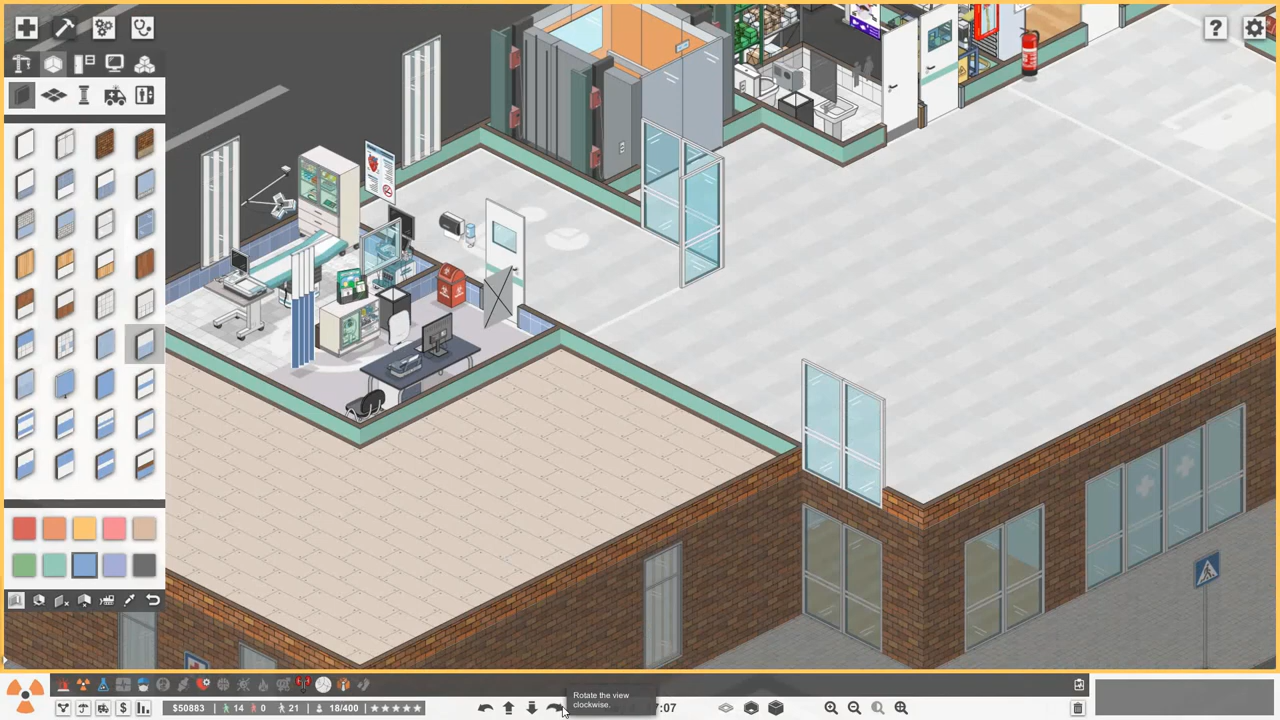 ?
$50883 14 0 21 18/400
Rotate the view
clockwise.
7:07